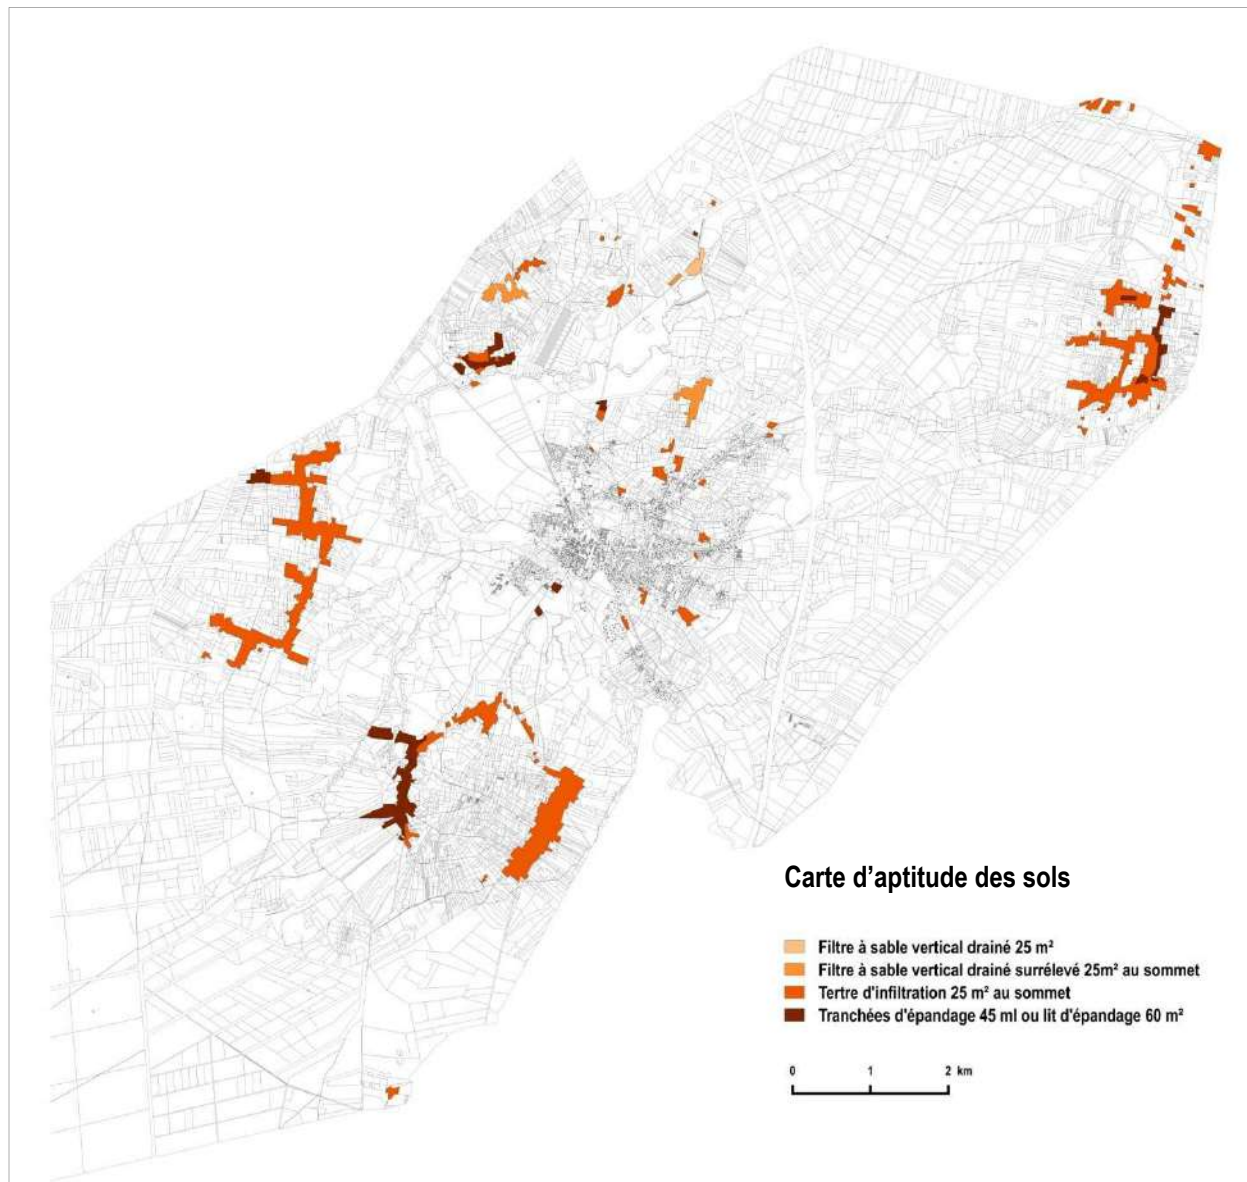 Carte d'aptitude des sols
Filtre à sable vertical drainé 25 m²
Filtre à sable vertical drainé surrélevé 25m² au sommet
Tertre d'infiltration 25 m² au sommet
Tranchées d'épandage 45 ml ou lit d'épandage 60 m²
0 1 2 km